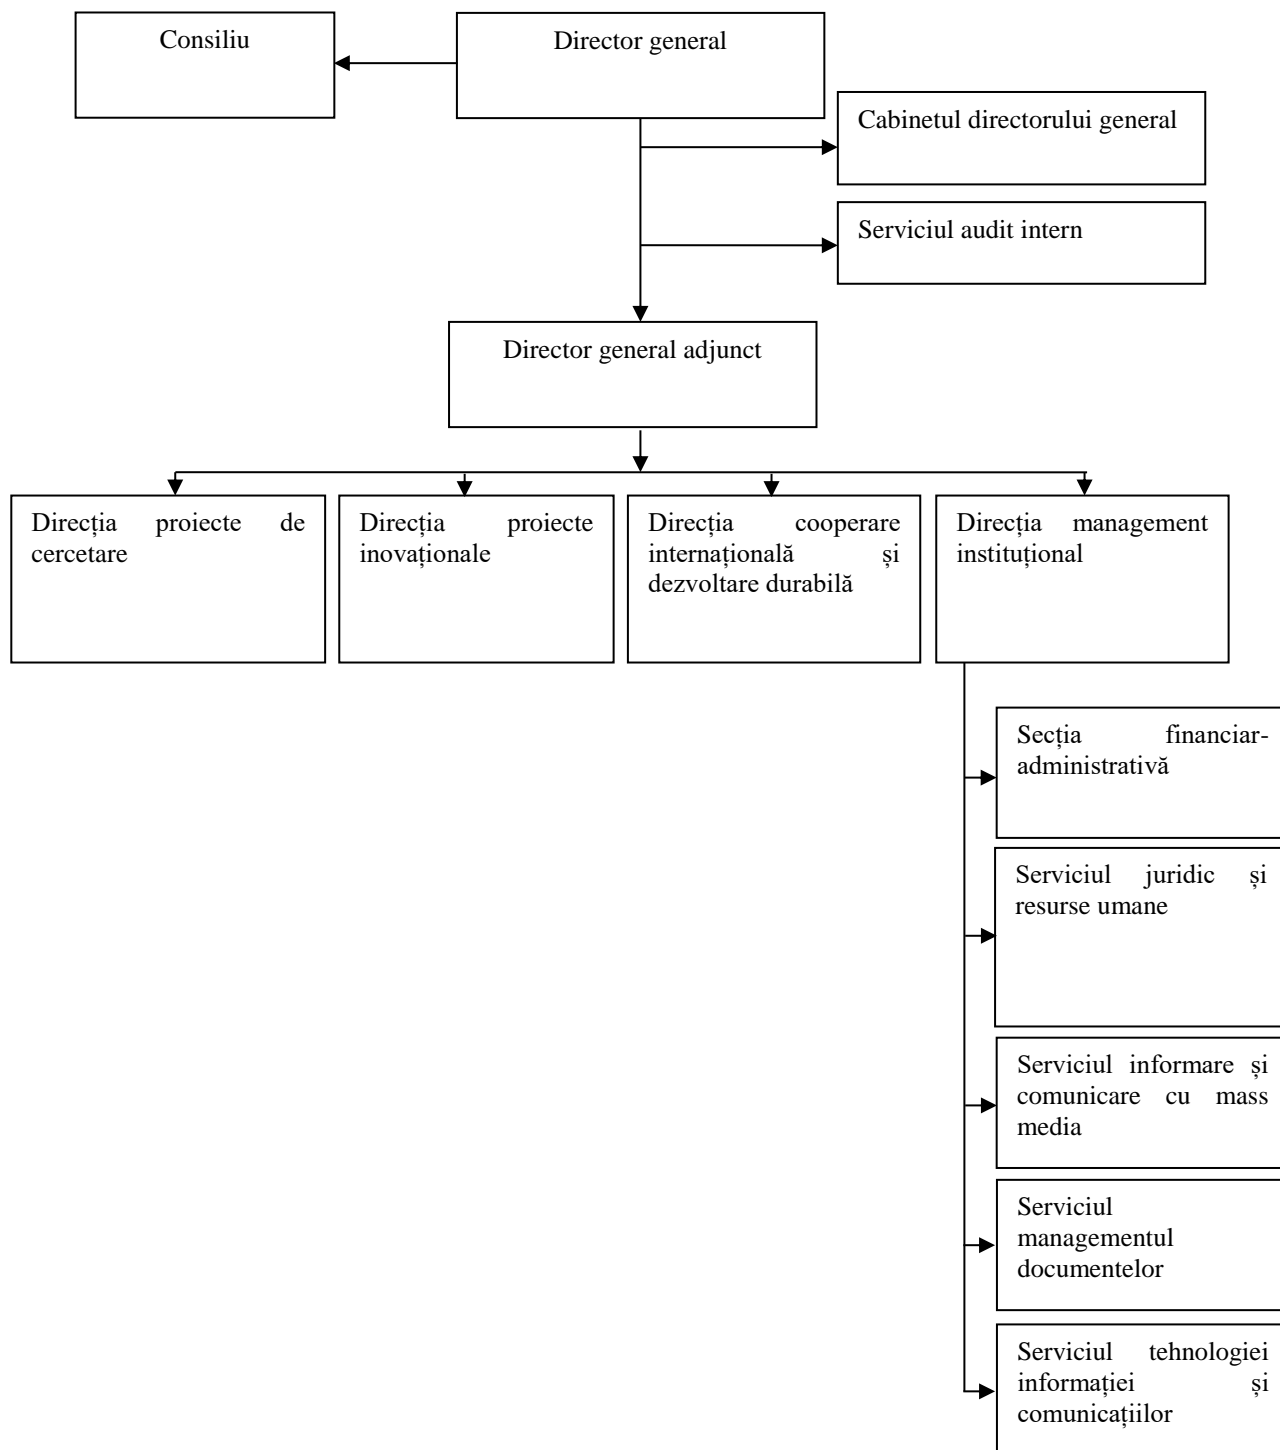 Consiliu
Director general
Cabinetul directorului general
Serviciul audit intern
Director general adjunct
Direcția proiecte de
cercetare
Direcția proiecte
inovaționale
Direcția cooperare
internațională și
dezvoltare durabilă
Direcția management
instituțional
Secția financiar-
administrativă
Serviciul juridic și
resurse umane
Serviciul informare și
comunicare cu mass
media
Serviciul
managementul
documentelor
Serviciul tehnologiei
informației și
comunicațiilor